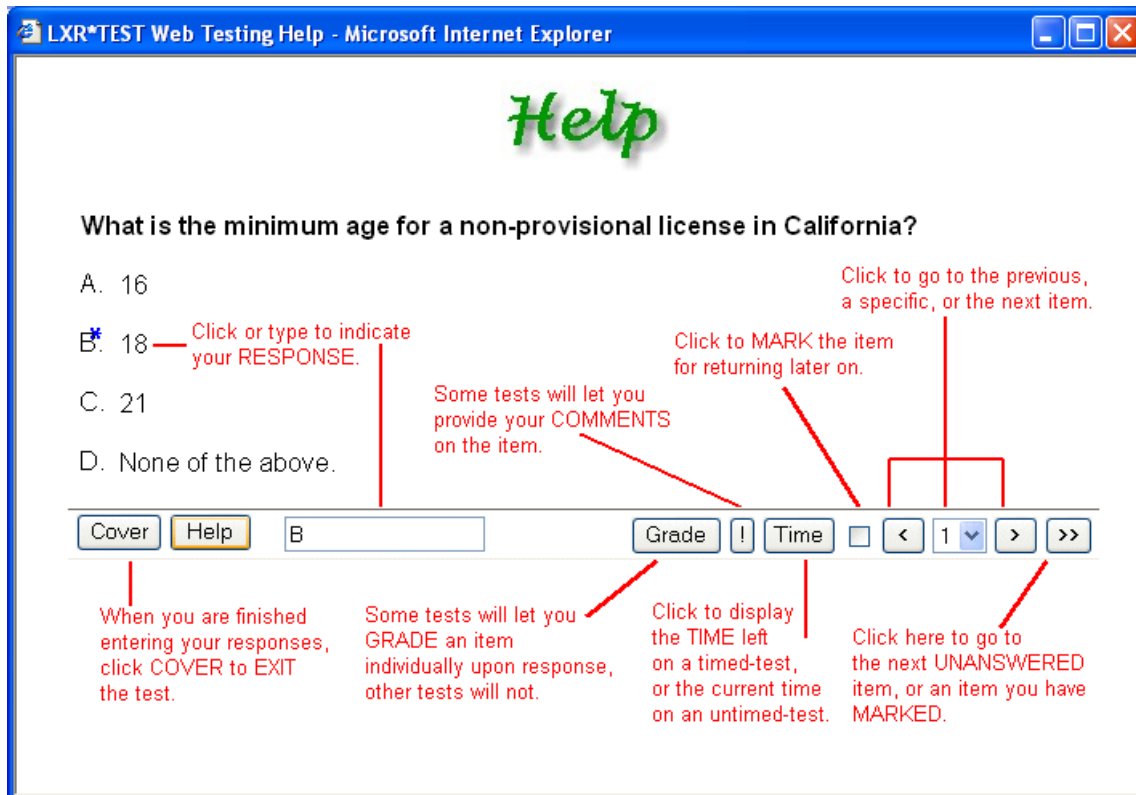 LXR*TEST Web Testing Help - Microsoft Internet Explorer
Help
What is the minimum age for a non-provisional license in California?
A. 16
B.* 18
C. 21
D. None of the above.
Click or type to indicate
your RESPONSE.
Some tests will let you
provide your COMMENTS
on the item.
Click to MARK the item
for returning later on.
Click to go to the previous,
a specific, or the next item.
Cover Help B Grade ! Time < 1 > >>
When you are finished
entering your responses,
click COVER to EXIT
the test.
Some tests will let you
GRADE an item
individually upon response,
other tests will not.
Click to display
the TIME left
on a timed-test,
or the current time
on an untimed-test.
Click here to go to
the next UNANSWERED
item, or an item you have
MARKED.